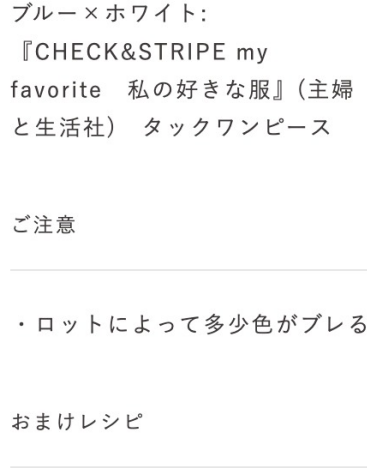 ブルー×ホワイト:
『CHECK&STRIPE my
favorite　私の好きな服』(主婦
と生活社)　タックワンピース
ご注意
・ロットによって多少色がブレる
おまけレシピ